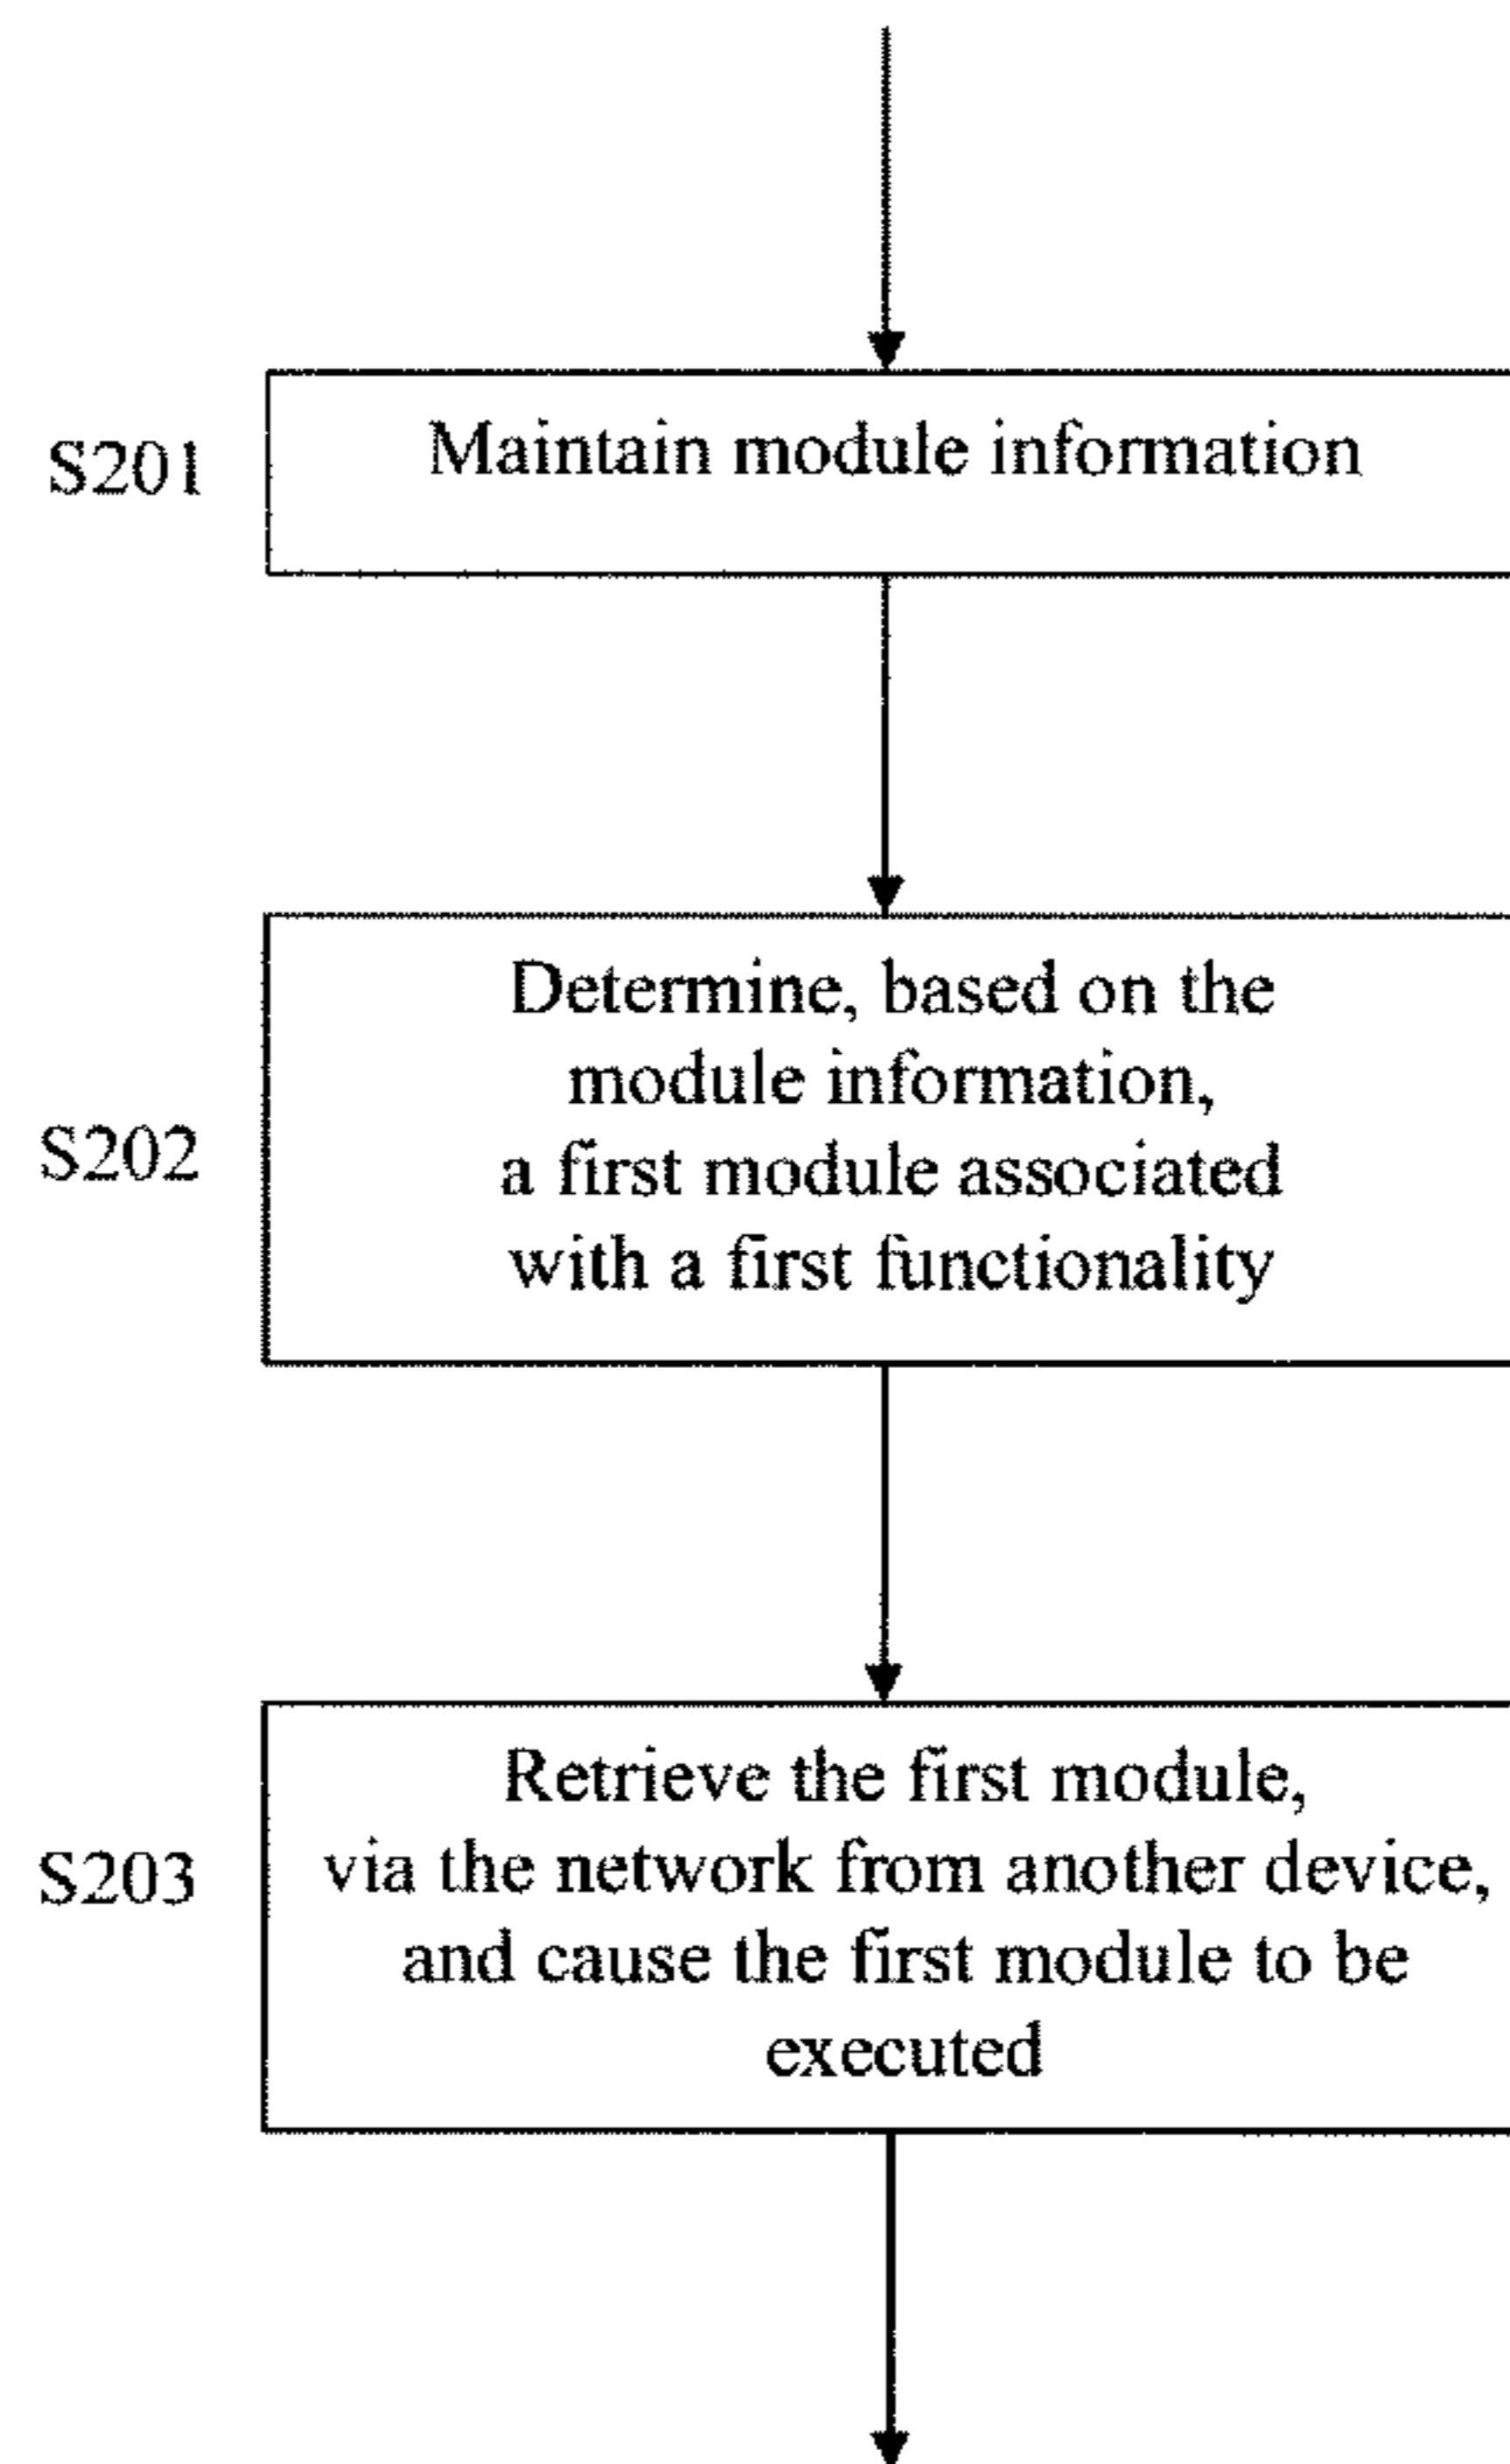 S201
Maintain module information
S202
Determine, based on the
module information,
a first module associated
with a first functionality
S203
Retrieve the first module,
via the network from another device,
and cause the first module to be
executed